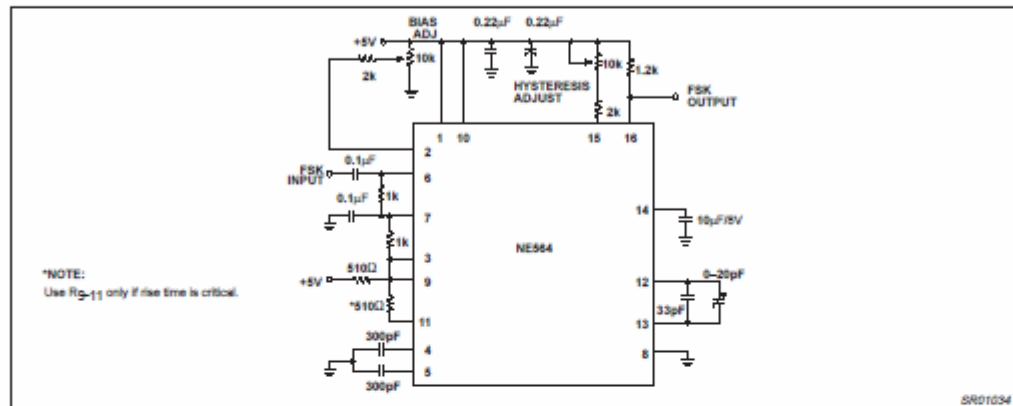 BIAS
ADJ
0.22µF
0.22µF
+5V
10k
2k
10k
1.2k
HYSTERESIS
ADJUST
FSK
OUTPUT
2k
1
10
15
16
2
FSK
INPUT
0.1µF
6
1k
0.1µF
7
14
10µF/8V
1k
NE564
3
*NOTE:
Use R9–11 only if rise time is critical.
+5V
510Ω
9
12
0–20pF
33pF
*510Ω
11
13
300pF
4
8
5
300pF
SR01034